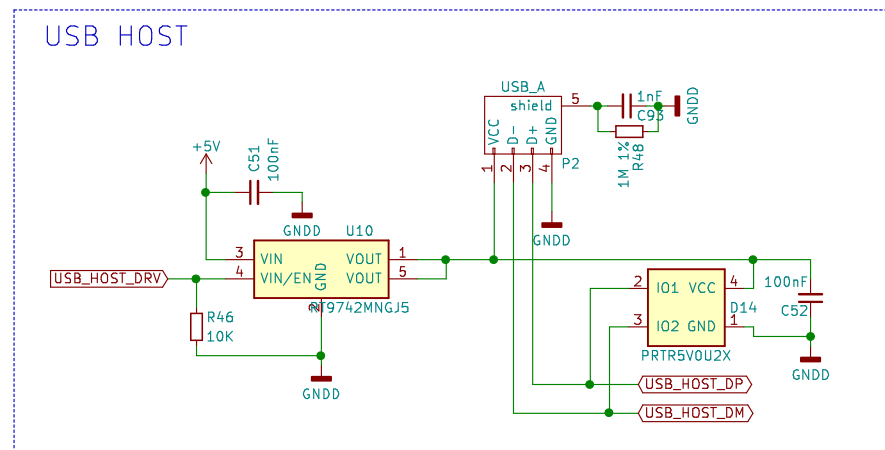 USB HOST
USB_A
shield
5
VCC
D-
D+
GND
1
2
3
4
P2
1nF
C93
GNDD
1M 1%
R48
+5V
C51
100nF
GNDD
GNDD
U10
3
VIN
VOUT
1
4
VIN/EN
GND
VOUT
5
2
RT9742MNGJ5
USB_HOST_DRV
R46
10K
GNDD
2
IO1
VCC
4
3
IO2
GND
1
D14
PRTR5V0U2X
100nF
C52
GNDD
USB_HOST_DP
USB_HOST_DM